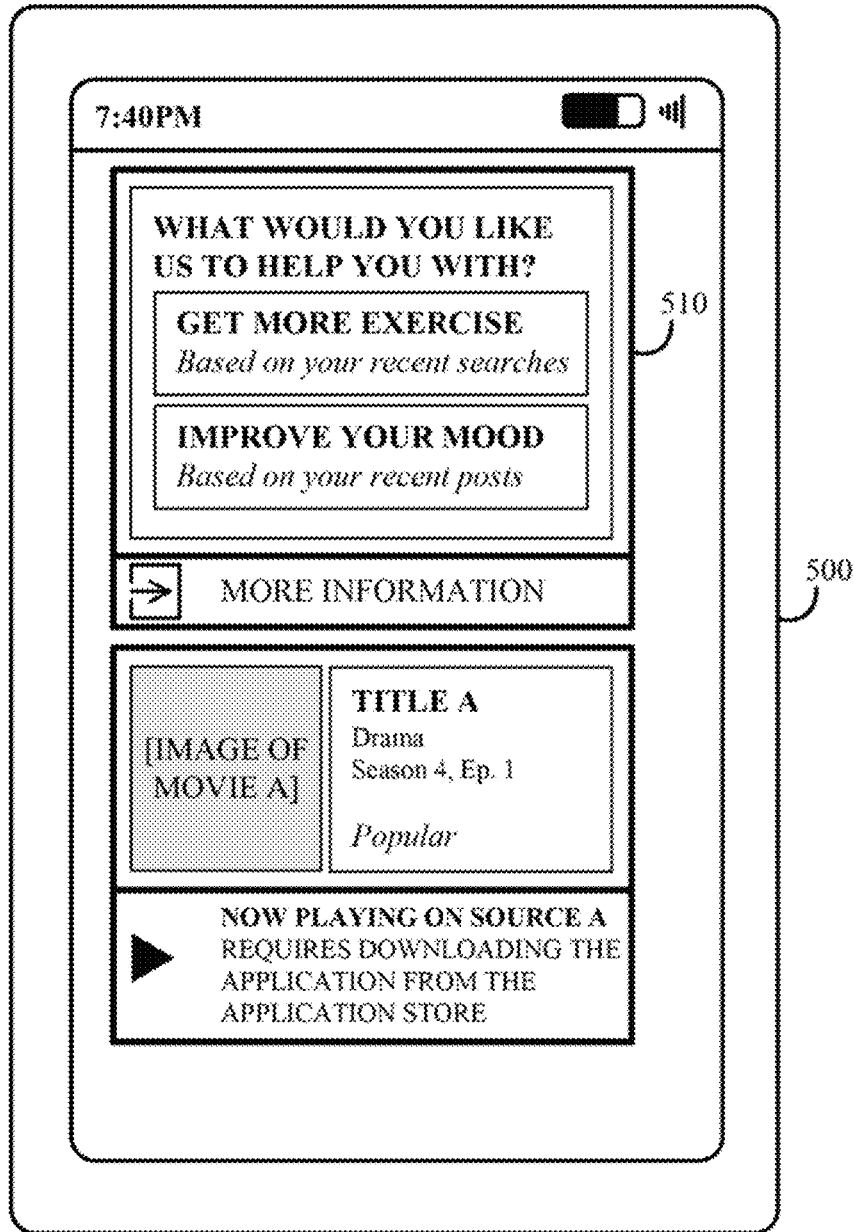 7:40PM
WHAT WOULD YOU LIKE
US TO HELP YOU WITH?
GET MORE EXERCISE
Based on your recent searches
IMPROVE YOUR MOOD
Based on your recent posts
MORE INFORMATION
510
500
[IMAGE OF
MOVIE A]
TITLE A
Drama
Season 4, Ep. 1
Popular
NOW PLAYING ON SOURCE A
REQUIRES DOWNLOADING THE
APPLICATION FROM THE
APPLICATION STORE